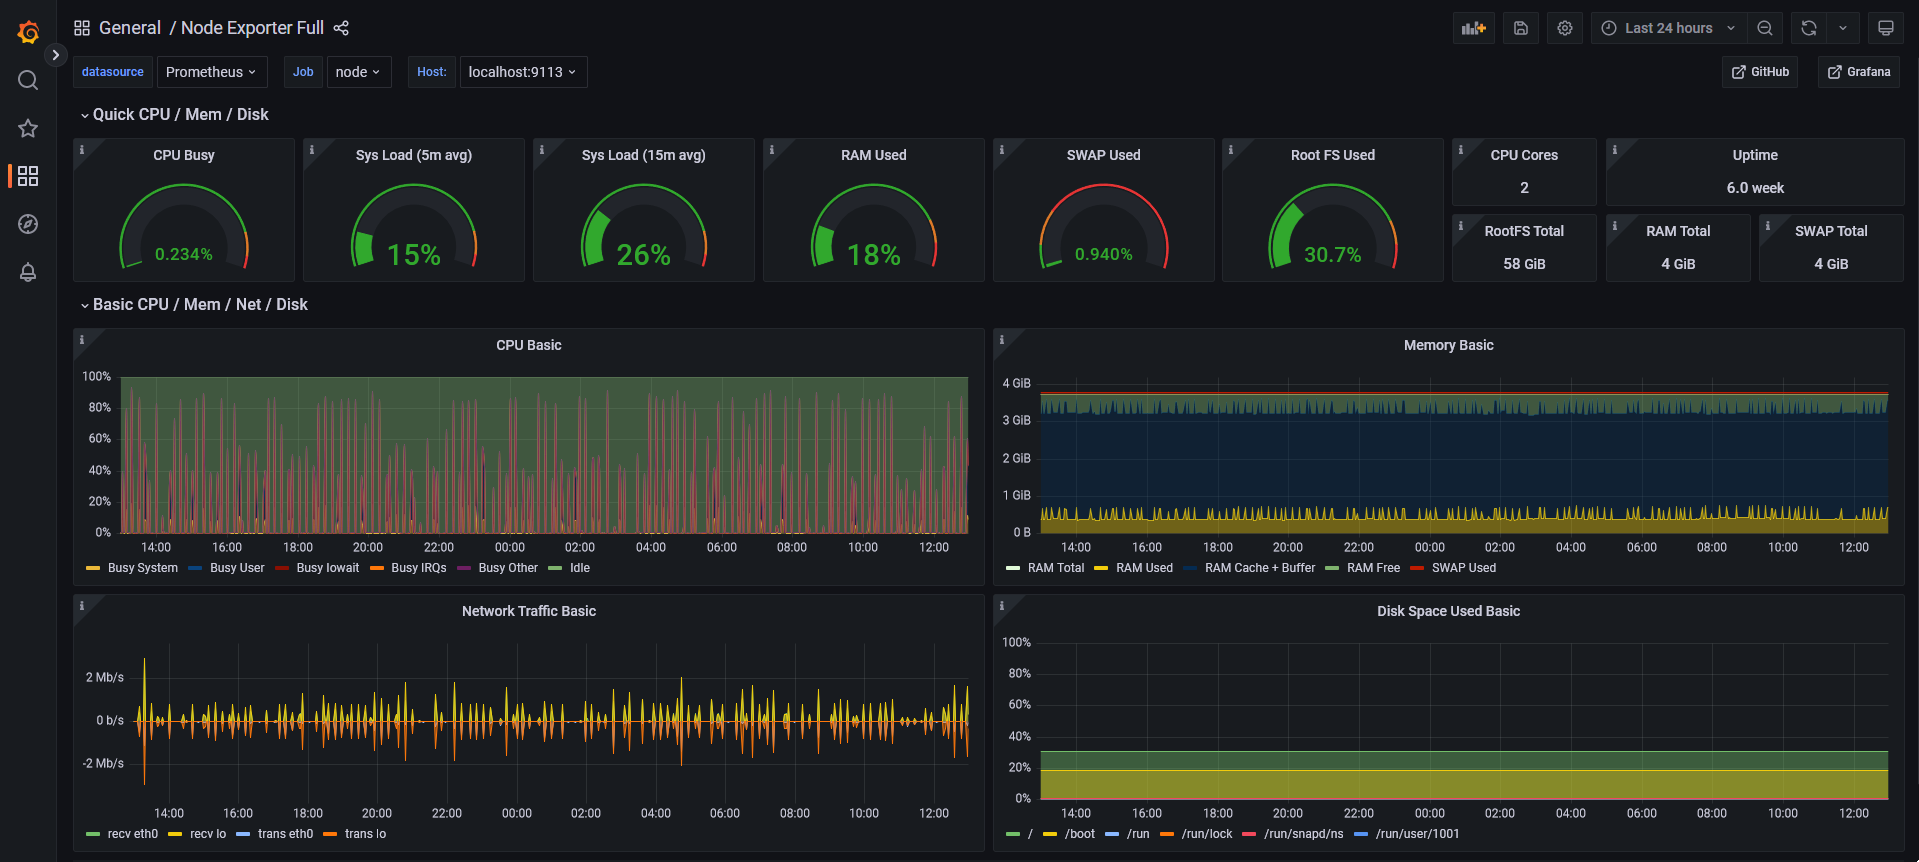 General / Node Exporter Full
Last 24 hours
datasource Prometheus Job node Host: localhost:9113
GitHub Grafana
Quick CPU / Mem / Disk
CPU Busy
0.234%
Sys Load (5m avg)
15%
Sys Load (15m avg)
26%
RAM Used
18%
SWAP Used
0.940%
Root FS Used
30.7%
CPU Cores
2
Uptime
6.0 week
RootFS Total
58 GiB
RAM Total
4 GiB
SWAP Total
4 GiB
Basic CPU / Mem / Net / Disk
CPU Basic
100%
80%
60%
40%
20%
0%
14:00 16:00 18:00 20:00 22:00 00:00 02:00 04:00 06:00 08:00 10:00 12:00
Busy System Busy User Busy Iowait Busy IRQs Busy Other Idle
Memory Basic
4 GiB
3 GiB
2 GiB
1 GiB
0 B
14:00 16:00 18:00 20:00 22:00 00:00 02:00 04:00 06:00 08:00 10:00 12:00
RAM Total RAM Used RAM Cache + Buffer RAM Free SWAP Used
Network Traffic Basic
2 Mb/s
0 b/s
-2 Mb/s
14:00 16:00 18:00 20:00 22:00 00:00 02:00 04:00 06:00 08:00 10:00 12:00
recv eth0 recv lo trans eth0 trans lo
Disk Space Used Basic
100%
80%
60%
40%
20%
0%
14:00 16:00 18:00 20:00 22:00 00:00 02:00 04:00 06:00 08:00 10:00 12:00
/ /boot /run /run/lock /run/snapd/ns /run/user/1001